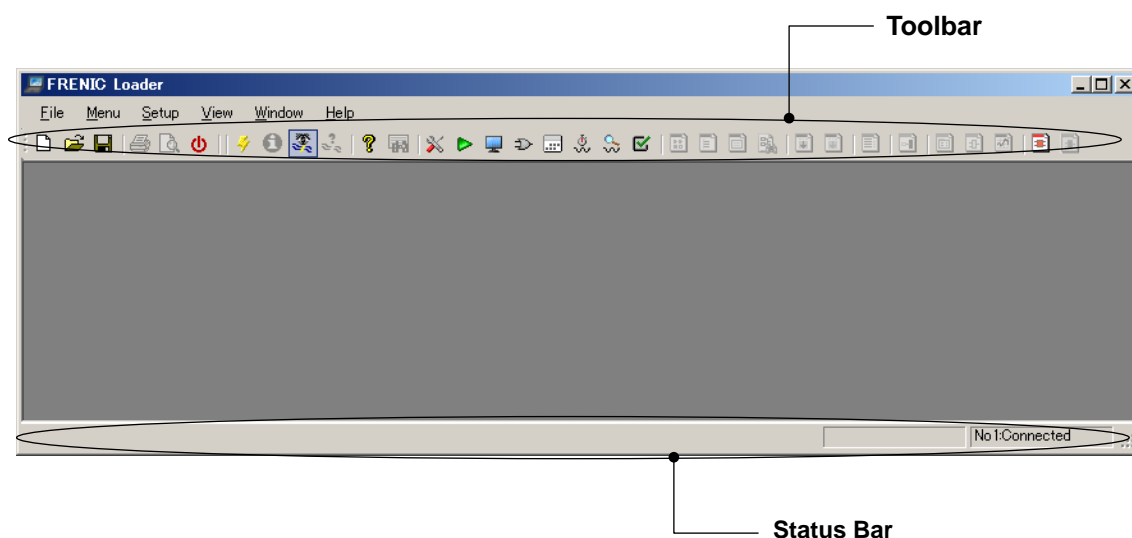 Toolbar
FRENIC Loader
File Menu Setup View Window Help
No1:Connected
Status Bar